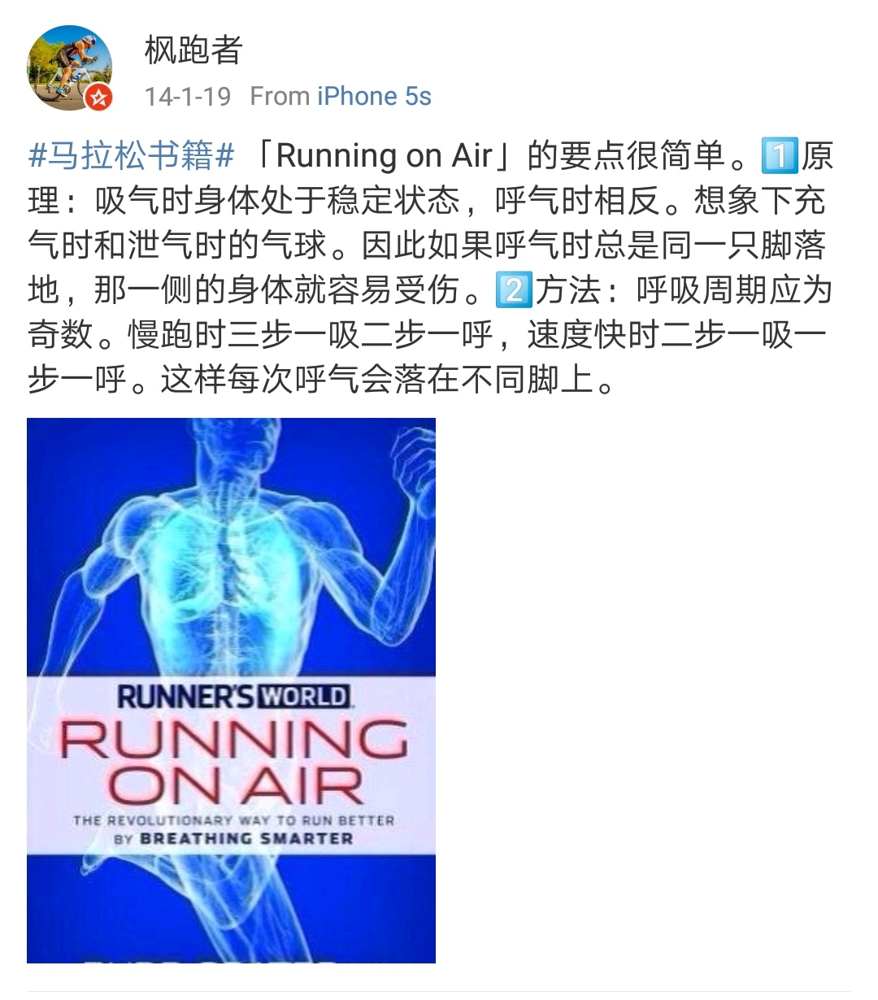 枫跑者
14-1-19 From iPhone 5s
#马拉松书籍#「Running on Air」的要点很简单。1️⃣原
理：吸气时身体处于稳定状态，呼气时相反。想象下充
气时和泄气时的气球。因此如果呼气时总是同一只脚落
地，那一侧的身体就容易受伤。2️⃣方法：呼吸周期应为
奇数。慢跑时三步一吸二步一呼，速度快时二步一吸一
步一呼。这样每次呼气会落在不同脚上。
RUNNER'S WORLD
RUNNING
ON AIR
THE REVOLUTIONARY WAY TO RUN BETTER
BY BREATHING SMARTER